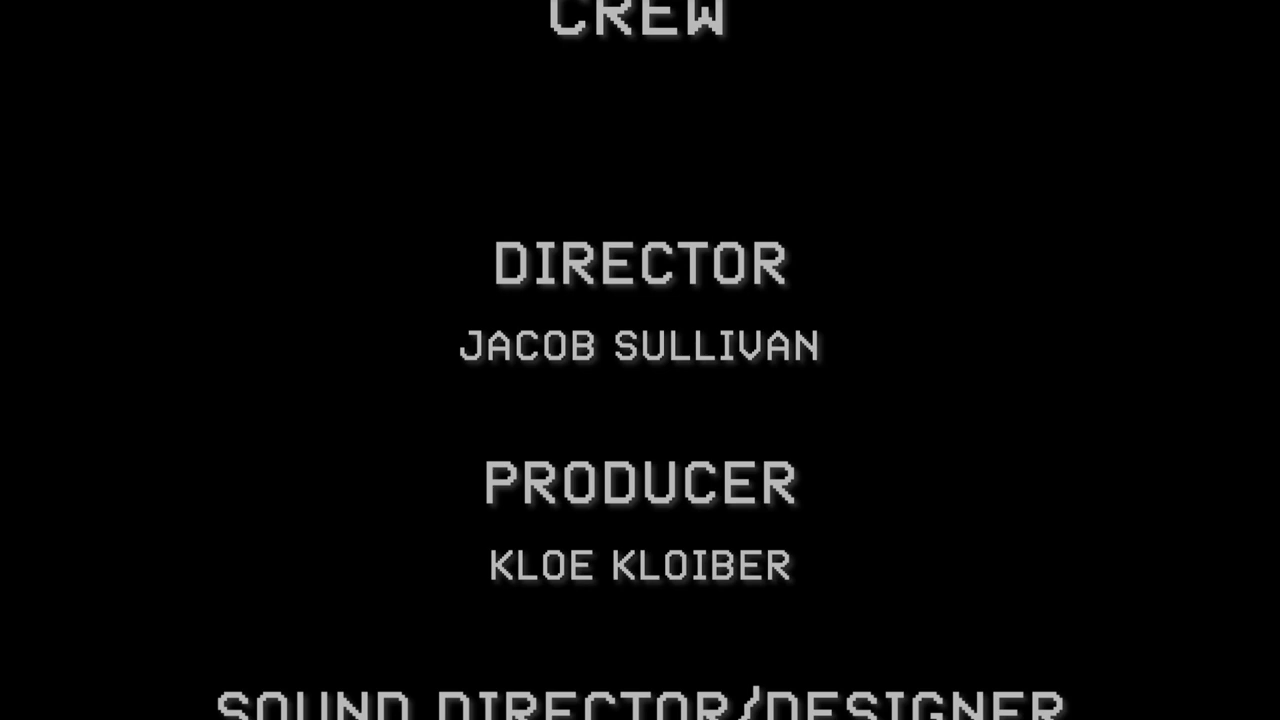 CREW
DIRECTOR
JACOB SULLIVAN
PRODUCER
KLOE KLOIBER
SOUND DIRECTOR/DESIGNER